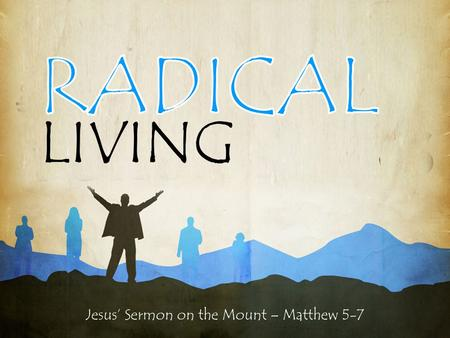 RADICAL
LIVING
Jesus' Sermon on the Mount – Matthew 5-7